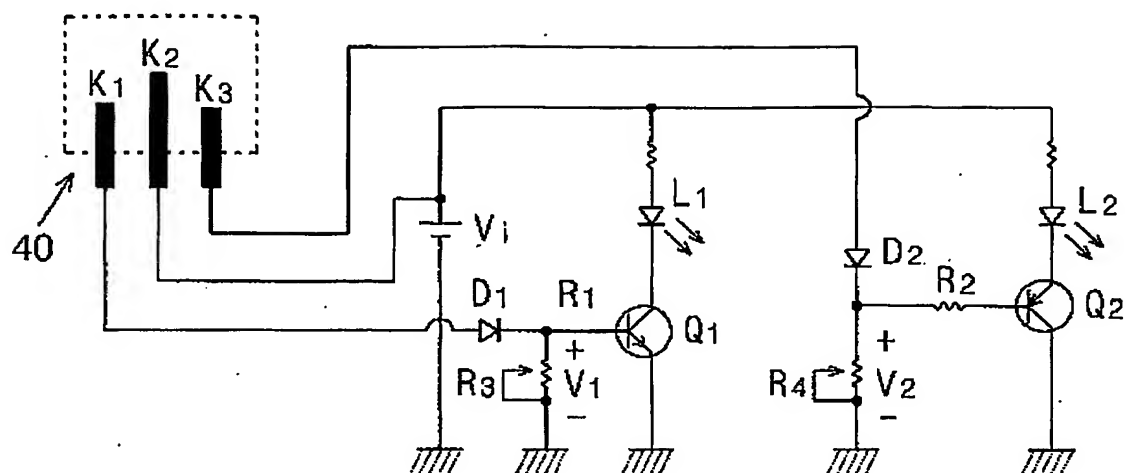 K1
K2
K3
40
Vi
L1
L2
D1
R1
Q1
D2
R2
Q2
R3
+
V1
−
R4
+
V2
−